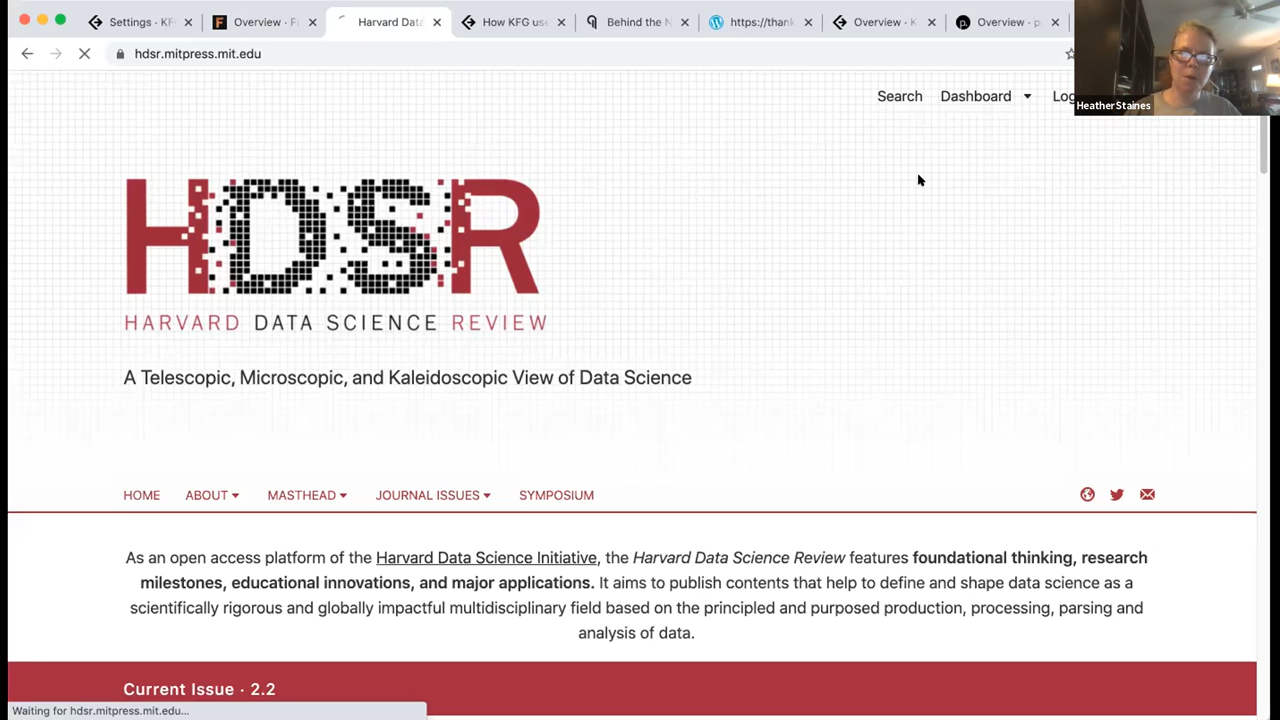 Settings · KF
Overview · F
Harvard Data
How KFG us
Behind the N
https://thank
Overview · K
Overview · p
hdsr.mitpress.mit.edu
Heather Staines
Search Dashboard Log
HDSR
HARVARD DATA SCIENCE REVIEW
A Telescopic, Microscopic, and Kaleidoscopic View of Data Science
HOME ABOUT MASTHEAD JOURNAL ISSUES SYMPOSIUM
As an open access platform of the Harvard Data Science Initiative, the Harvard Data Science Review features foundational thinking, research
milestones, educational innovations, and major applications. It aims to publish contents that help to define and shape data science as a
scientifically rigorous and globally impactful multidisciplinary field based on the principled and purposed production, processing, parsing and
analysis of data.
Current Issue · 2.2
Waiting for hdsr.mitpress.mit.edu...